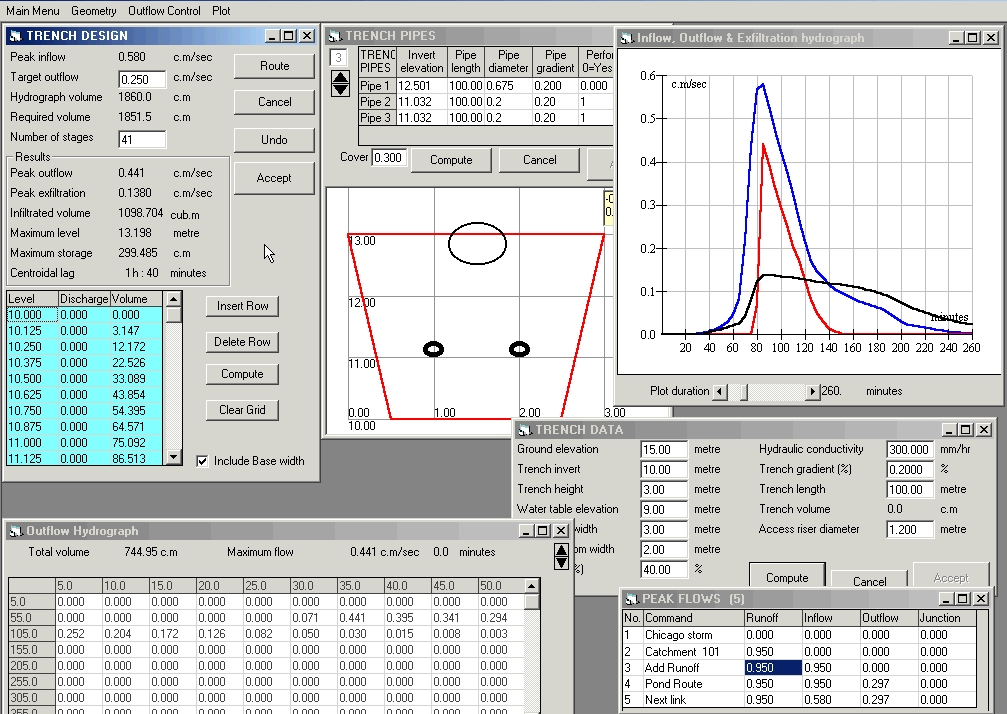 Main Menu Geometry Outflow Control Plot
TRENCH DESIGN
Peak inflow 0.580 c.m/sec
Target outflow 0.250 c.m/sec
Hydrograph volume 1860.0 c.m
Required volume 1851.5 c.m
Number of stages 41
Route
Cancel
Undo
Accept
Results
Peak outflow 0.441 c.m/sec
Peak exfiltration 0.1380 c.m/sec
Infiltrated volume 1098.704 cub.m
Maximum level 13.198 metre
Maximum storage 299.485 c.m
Centroidal lag 1h : 40 minutes
Level Discharge Volume
10.000 0.000 0.000
10.125 0.000 3.147
10.250 0.000 12.172
10.375 0.000 22.526
10.500 0.000 33.089
10.625 0.000 43.854
10.750 0.000 54.395
10.875 0.000 64.571
11.000 0.000 75.092
11.125 0.000 86.513
Insert Row
Delete Row
Compute
Clear Grid
Include Base width
TRENCH PIPES
3
TRENC PIPES Invert elevation Pipe length Pipe diameter Pipe gradient Perfo 0=Yes
Pipe 1 12.501 100.00 0.675 0.200 0.000
Pipe 2 11.032 100.00 0.2 0.20 1
Pipe 3 11.032 100.00 0.2 0.20 1
Cover 0.300 Compute Cancel
13.00
12.00
11.00
0.00 1.00 2.00 3.00
10.00
Inflow, Outflow & Exfiltration hydrograph
c.m/sec
0.6
0.5
0.4
0.3
0.2
0.1
0.0
minutes
20 40 60 80 100 120 140 160 180 200 220 240 260
Plot duration 260. minutes
TRENCH DATA
Ground elevation 15.00 metre
Trench invert 10.00 metre
Trench height 3.00 metre
Water table elevation 9.00 metre
width 3.00 metre
om width 2.00 metre
%) 40.00 %
Hydraulic conductivity 300.000 mm/hr
Trench gradient (%) 0.2000 %
Trench length 100.00 metre
Trench volume 0.0 c.m
Access riser diameter 1.200 metre
Compute Cancel Accept
Outflow Hydrograph
Total volume 744.95 c.m Maximum flow 0.441 c.m/sec 0.0 minutes
5.0 10.0 15.0 20.0 25.0 30.0 35.0 40.0 45.0 50.0
5.0 0.000 0.000 0.000 0.000 0.000 0.000 0.000 0.000 0.000 0.000
55.0 0.000 0.000 0.000 0.000 0.000 0.071 0.441 0.395 0.341 0.294
105.0 0.252 0.204 0.172 0.126 0.082 0.050 0.030 0.015 0.008 0.003
155.0 0.000 0.000 0.000 0.000 0.000 0.000 0.000 0.000 0.000 0.000
205.0 0.000 0.000 0.000 0.000 0.000 0.000 0.000 0.000 0.000 0.000
255.0 0.000 0.000 0.000 0.000 0.000 0.000 0.000 0.000 0.000 0.000
305.0 0.000 0.000 0.000 0.000 0.000 0.000 0.000 0.000 0.000 0.000
PEAK FLOWS (5)
No. Command Runoff Inflow Outflow Junction
1 Chicago storm 0.000 0.000 0.000 0.000
2 Catchment 101 0.950 0.000 0.000 0.000
3 Add Runoff 0.950 0.950 0.000 0.000
4 Pond Route 0.950 0.950 0.297 0.000
5 Next link 0.950 0.580 0.297 0.000